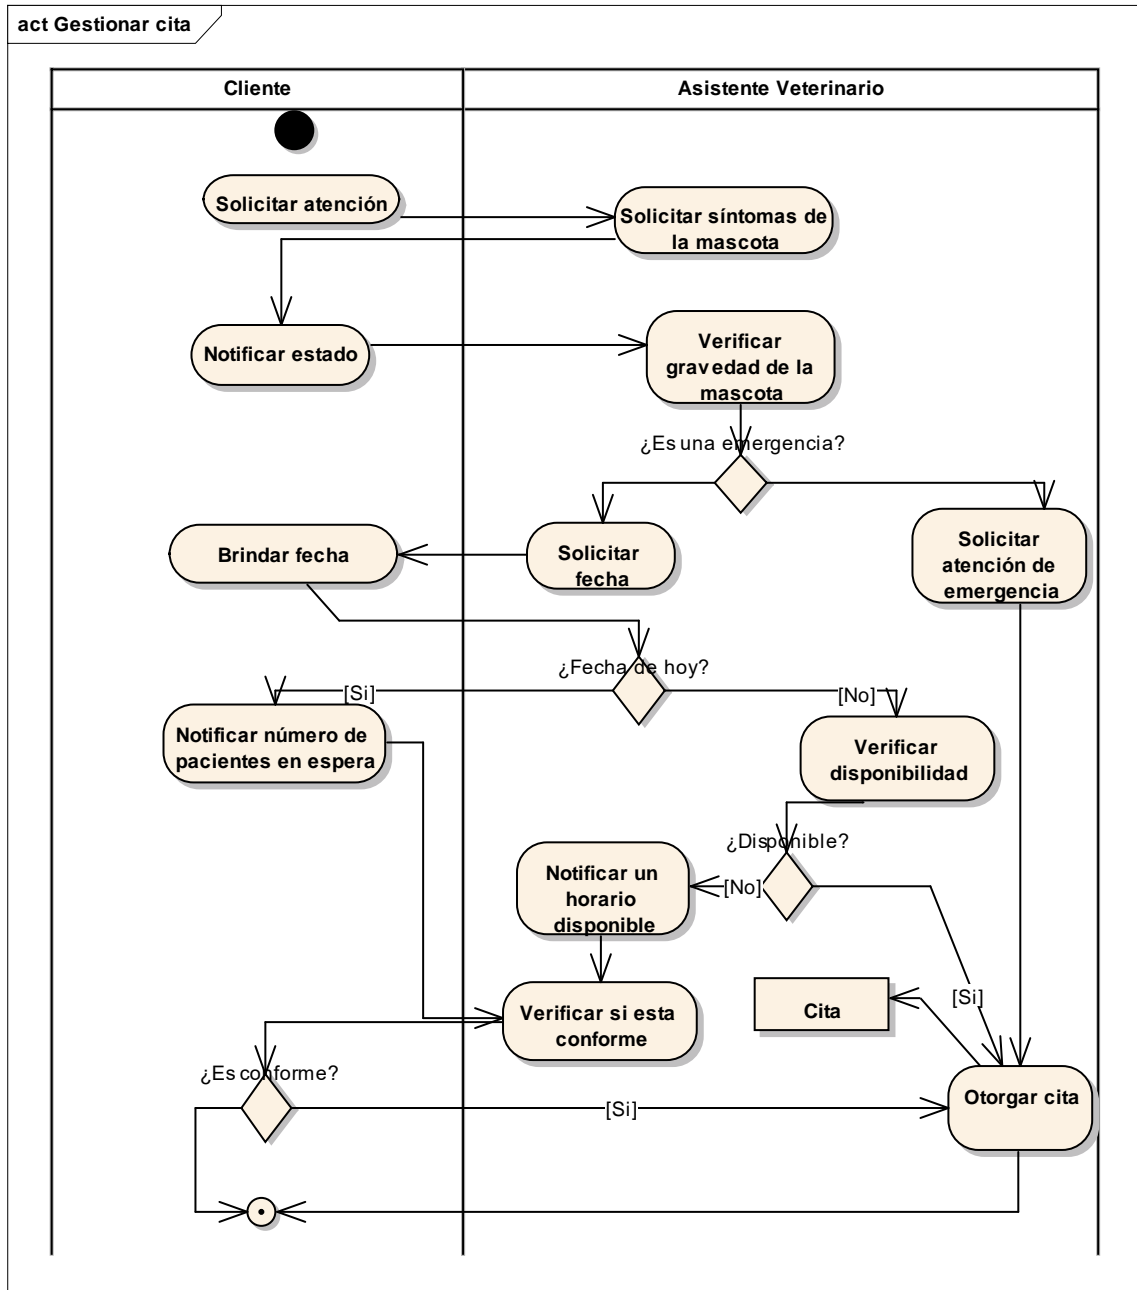 act Gestionar cita
Cliente
Asistente Veterinario
Solicitar atención
Solicitar síntomas de
la mascota
Notificar estado
Verificar
gravedad de la
mascota
¿Es una emergencia?
Brindar fecha
Solicitar
fecha
Solicitar
atención de
emergencia
¿Fecha de hoy?
[Si]
[No]
Notificar número de
pacientes en espera
Verificar
disponibilidad
¿Disponible?
Notificar un
horario
disponible
[No]
[Si]
Verificar si esta
conforme
Cita
¿Es conforme?
[Si]
Otorgar cita